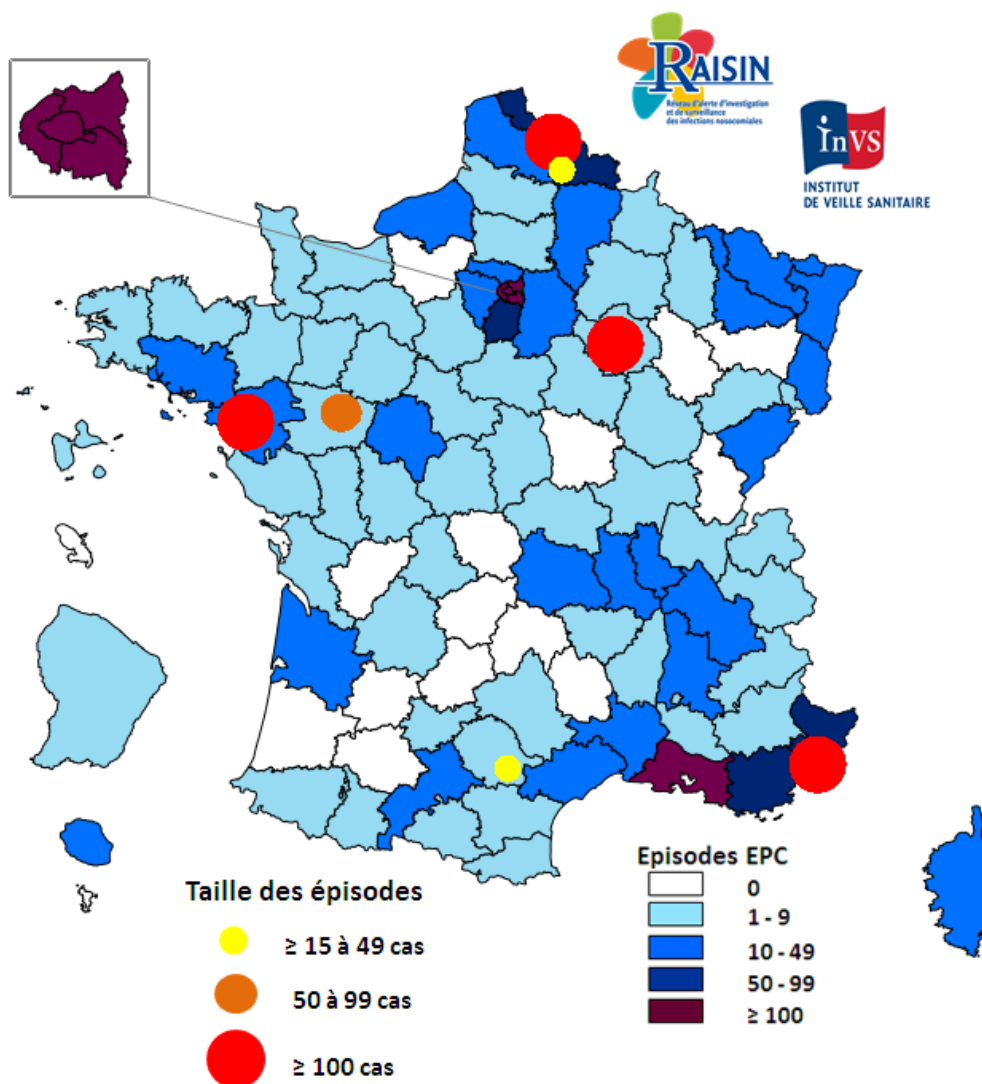 RAISIN
Réseau d'alerte d'investigation
et de surveillance
des infections nosocomiales
InVS
INSTITUT
DE VEILLE SANITAIRE
Episodes EPC
0
1 - 9
10 - 49
50 - 99
≥ 100
Taille des épisodes
≥ 15 à 49 cas
50 à 99 cas
≥ 100 cas